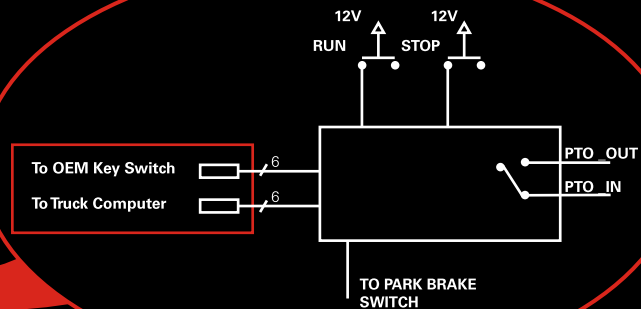 12V 12V
RUN STOP
To OEM Key Switch 6
To Truck Computer 6
PTO_OUT
PTO_IN
TO PARK BRAKE
SWITCH